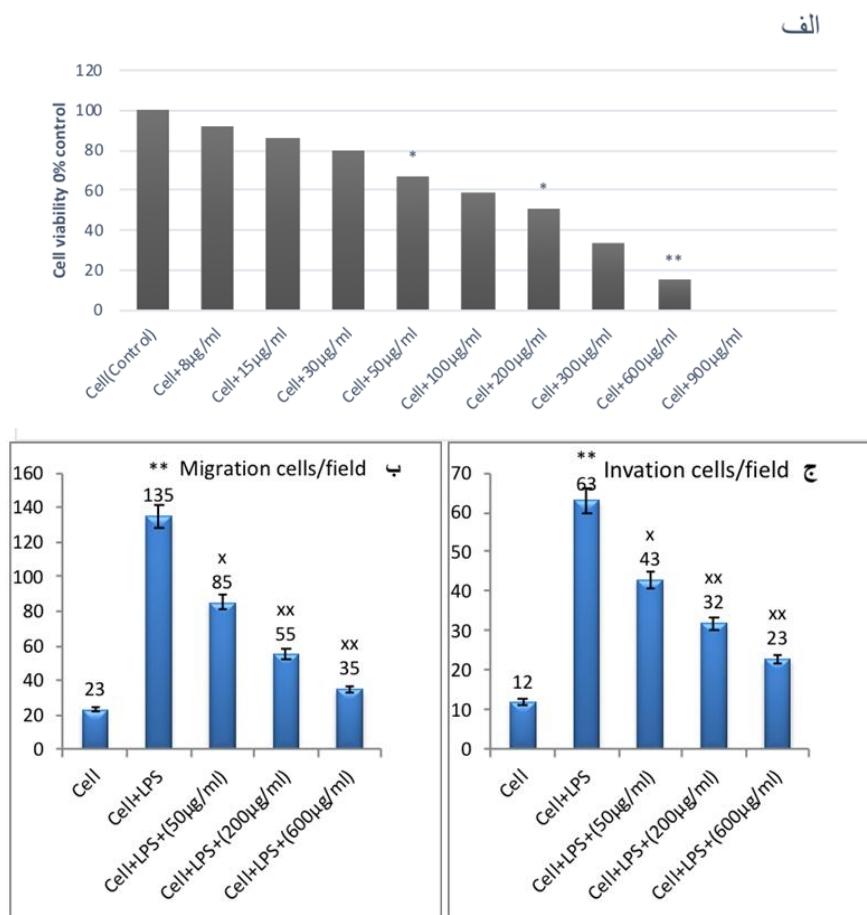 الف
120
100
80
60
40
20
0
Cell viability 0% control
*
*
**
Cell(Control)
Cell+8µg/ml
Cell+15µg/ml
Cell+30µg/ml
Cell+50µg/ml
Cell+100µg/ml
Cell+200µg/ml
Cell+300µg/ml
Cell+600µg/ml
Cell+900µg/ml
** Migration cells/field ب
160
140
120
100
80
60
40
20
0
23
135
x
85
xx
55
xx
35
Cell
Cell+LPS
Cell+LPS+(50µg/ml)
Cell+LPS+(200µg/ml)
Cell+LPS+(600µg/ml)
**
Invation cells/field ج
70
60
50
40
30
20
10
0
12
63
x
43
xx
32
xx
23
Cell
Cell+LPS
Cell+LPS+(50µg/ml)
Cell+LPS+(200µg/ml)
Cell+LPS+(600µg/ml)